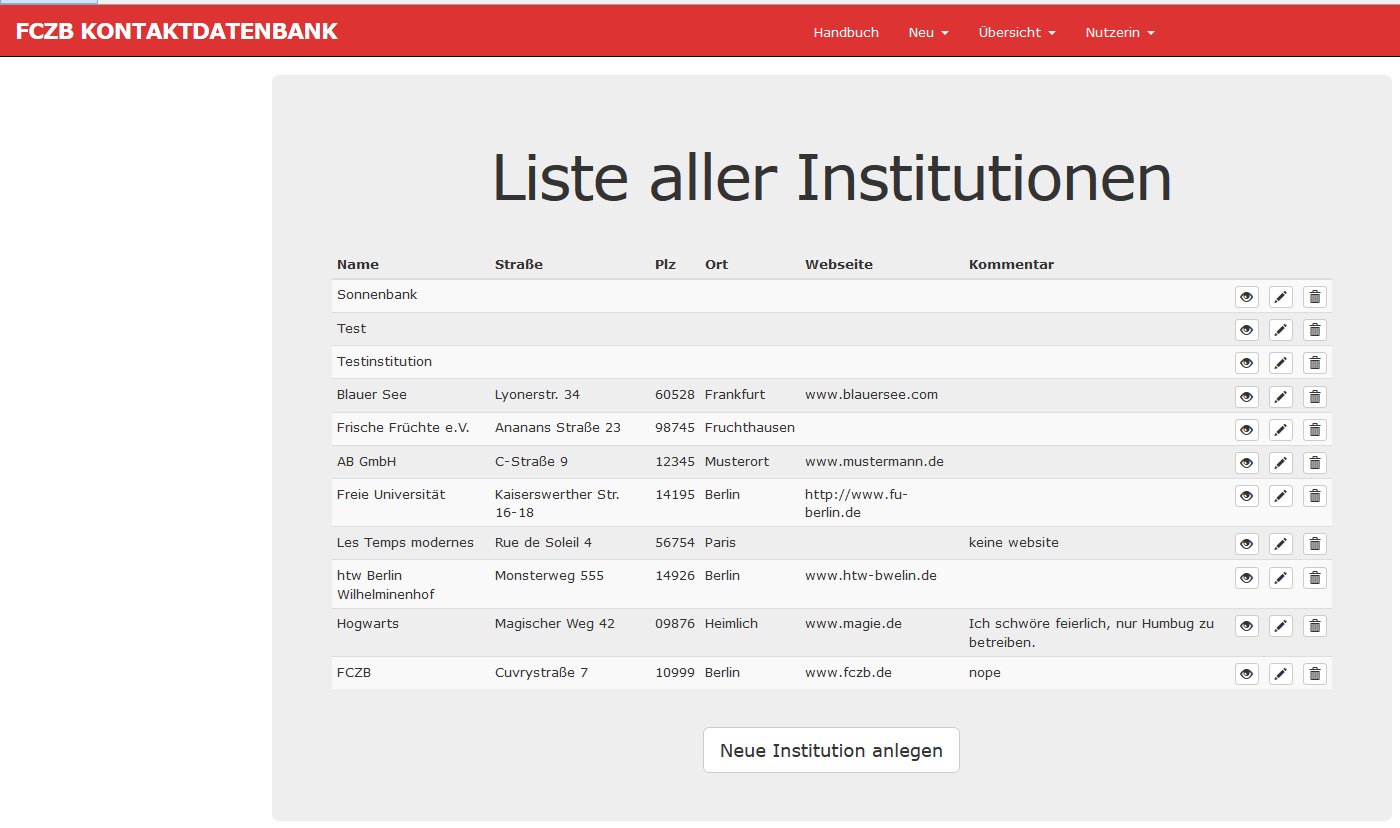 FCZB KONTAKTDATENBANK
Handbuch Neu Übersicht Nutzerin
Liste aller Institutionen
Name Straße Plz Ort Webseite Kommentar
Sonnenbank
Test
Testinstitution
Blauer See Lyonerstr. 34 60528 Frankfurt www.blauersee.com
Frische Früchte e.V. Ananans Straße 23 98745 Fruchthausen
AB GmbH C-Straße 9 12345 Musterort www.mustermann.de
Freie Universität Kaiserswerther Str. 14195 Berlin http://www.fu-
16-18 berlin.de
Les Temps modernes Rue de Soleil 4 56754 Paris keine website
htw Berlin Monsterweg 555 14926 Berlin www.htw-bwelin.de
Wilhelminenhof
Hogwarts Magischer Weg 42 09876 Heimlich www.magie.de Ich schwöre feierlich, nur Humbug zu
betreiben.
FCZB Cuvrystraße 7 10999 Berlin www.fczb.de nope
Neue Institution anlegen